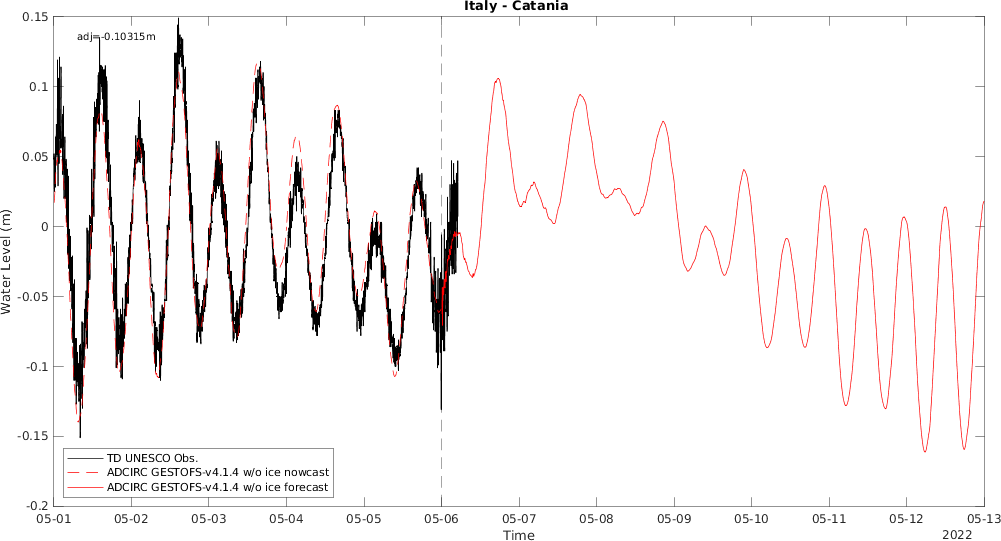 Italy - Catania
0.15
0.1
0.05
0
-0.05
-0.1
-0.15
-0.2
Water Level (m)
adj=-0.10315m
TD UNESCO Obs.
ADCIRC GESTOFS-v4.1.4 w/o ice nowcast
ADCIRC GESTOFS-v4.1.4 w/o ice forecast
05-01 05-02 05-03 05-04 05-05 05-06 05-07 05-08 05-09 05-10 05-11 05-12 05-13
Time
2022